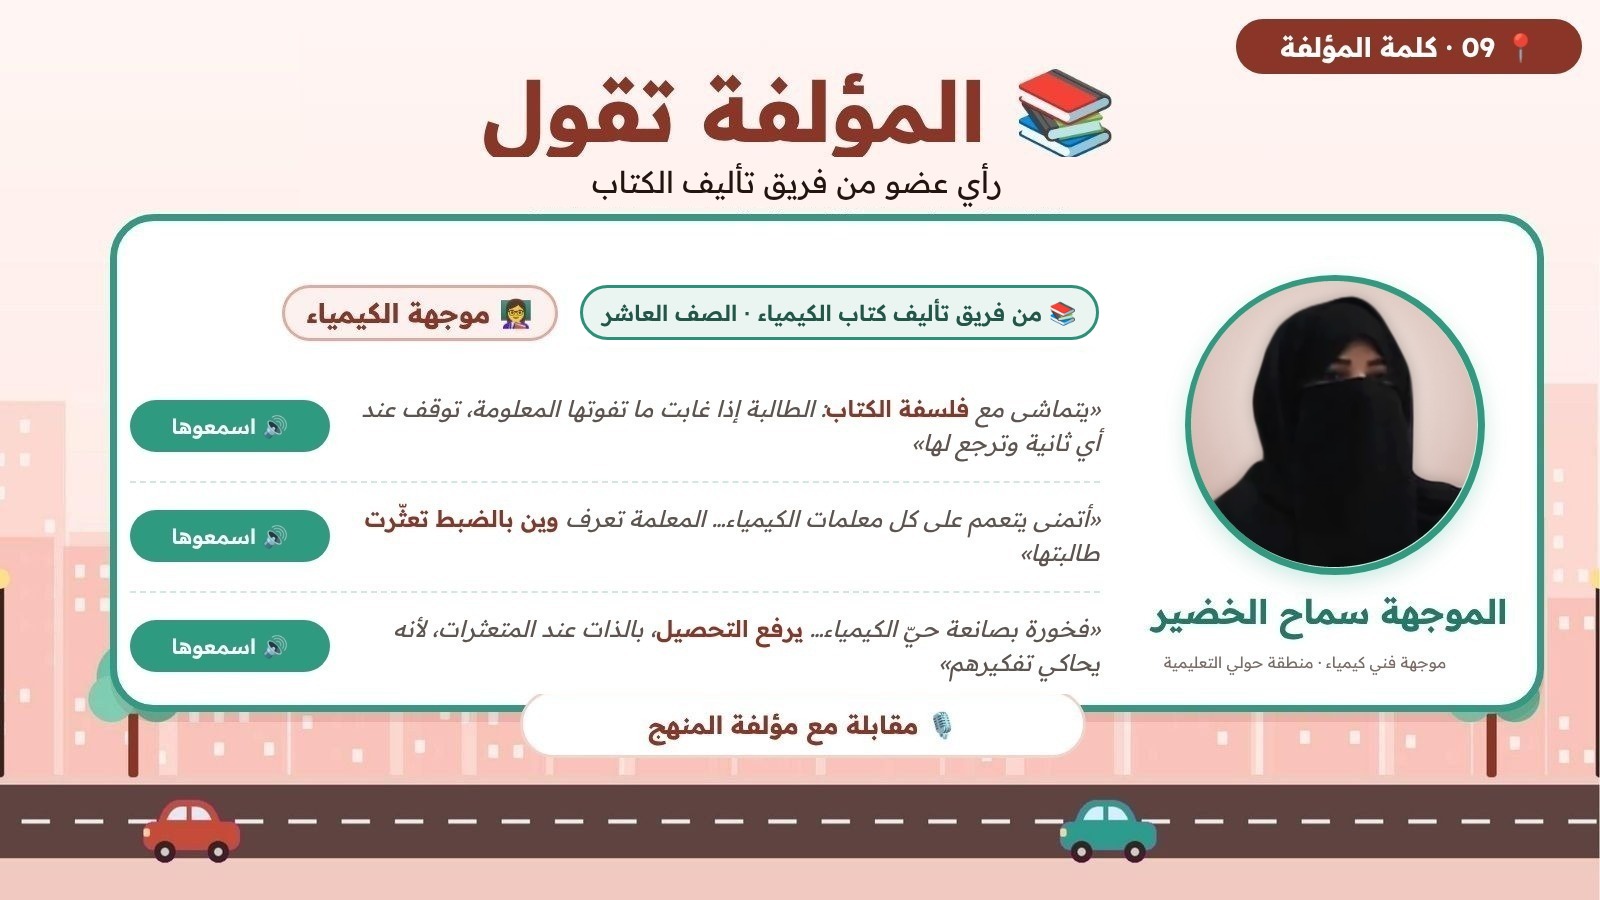 📍 09 · كلمة المؤلفة
📚 المؤلفة تقول
رأي عضو من فريق تأليف الكتاب
📚 من فريق تأليف كتاب الكيمياء · الصف العاشر
👩‍🏫 موجهة الكيمياء
«يتماشى مع فلسفة الكتاب: الطالبة إذا غابت ما تفوتها المعلومة، توقف عند
أي ثانية وترجع لها»
🔊 اسمعوها
«أتمنى يتعمم على كل معلمات الكيمياء... المعلمة تعرف وين بالضبط تعثّرت
طالبتها»
🔊 اسمعوها
«فخورة بصانعة حيّ الكيمياء... يرفع التحصيل، بالذات عند المتعثرات، لأنه
يحاكي تفكيرهم»
🔊 اسمعوها
الموجهة سماح الخضير
موجهة فني كيمياء · منطقة حولي التعليمية
🎙️ مقابلة مع مؤلفة المنهج